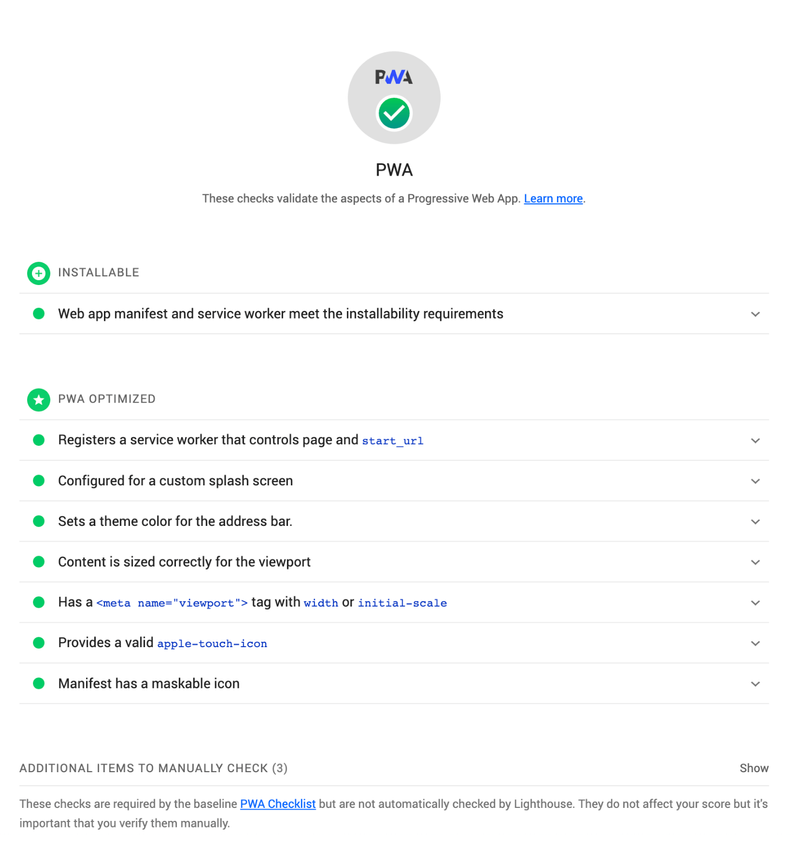 PWA
PWA
These checks validate the aspects of a Progressive Web App. Learn more.
INSTALLABLE
Web app manifest and service worker meet the installability requirements
PWA OPTIMIZED
Registers a service worker that controls page and start_url
Configured for a custom splash screen
Sets a theme color for the address bar.
Content is sized correctly for the viewport
Has a <meta name="viewport"> tag with width or initial-scale
Provides a valid apple-touch-icon
Manifest has a maskable icon
ADDITIONAL ITEMS TO MANUALLY CHECK (3) Show
These checks are required by the baseline PWA Checklist but are not automatically checked by Lighthouse. They do not affect your score but it's
important that you verify them manually.